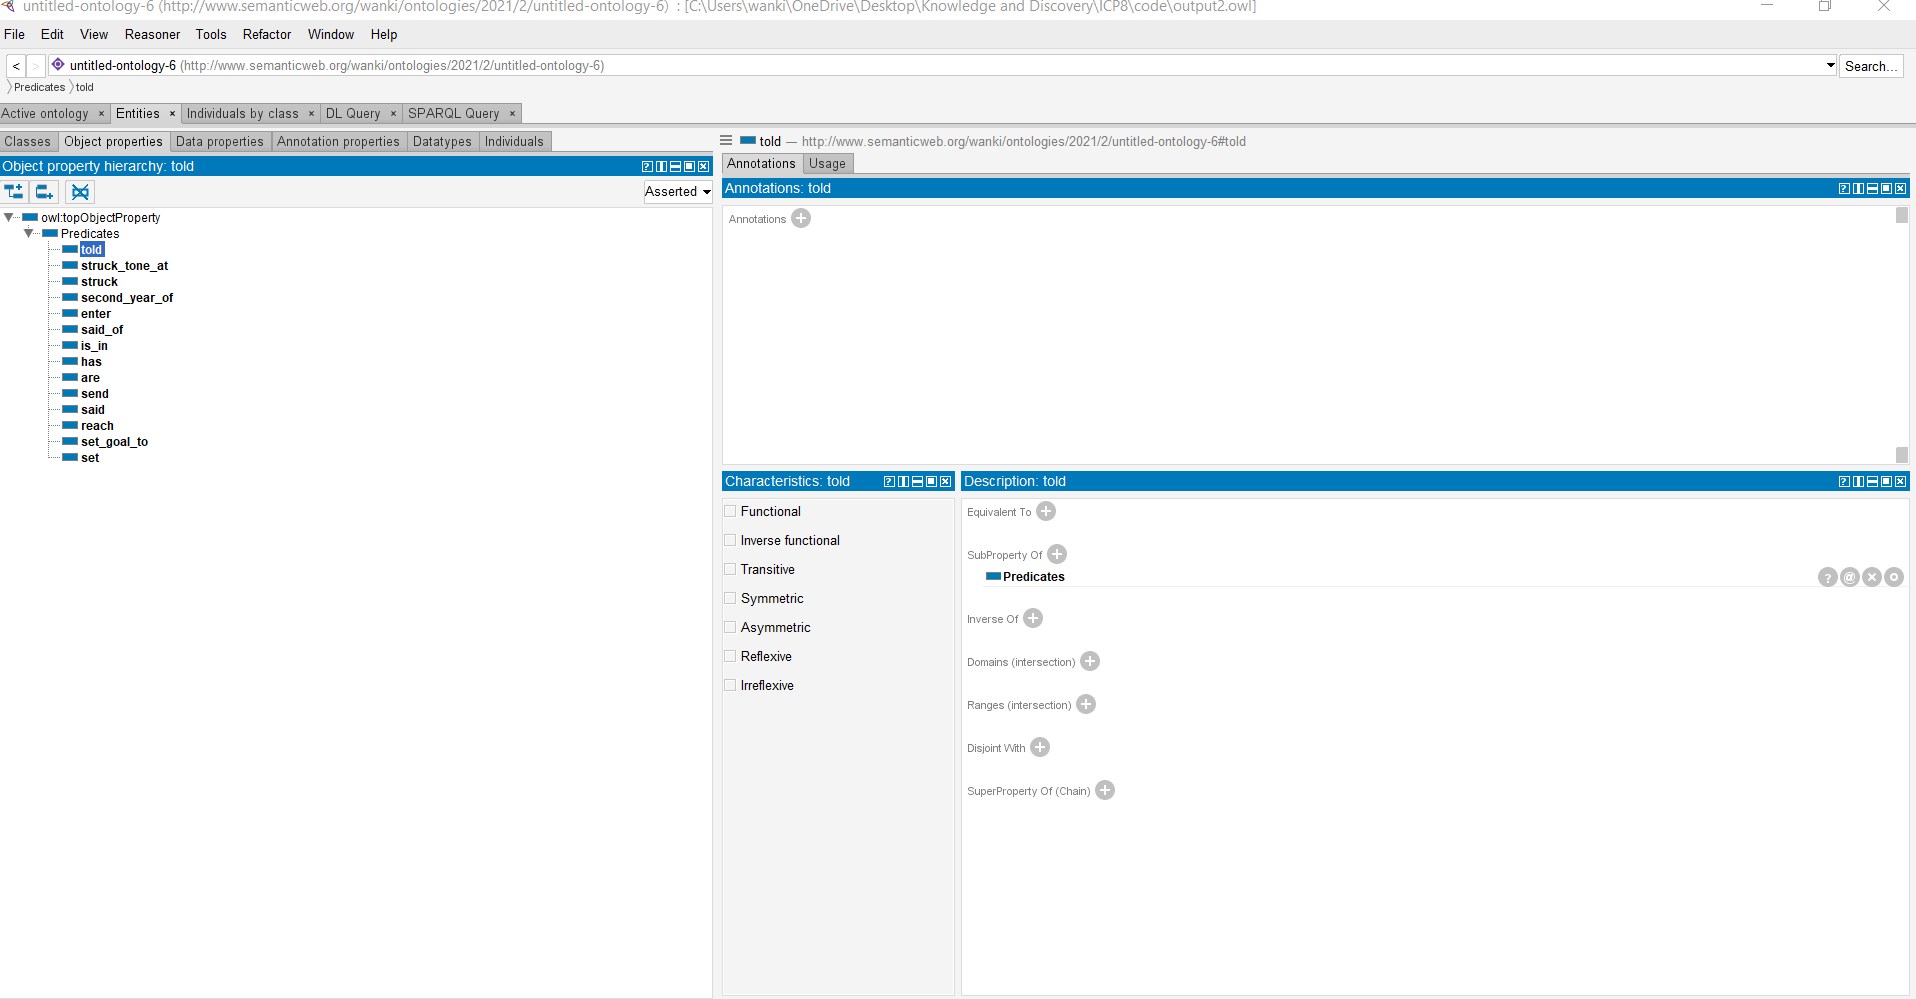 untitled-ontology-6 (http://www.semanticweb.org/wanki/ontologies/2021/2/untitled-ontology-6)  : [C:\Users\wanki\OneDrive\Desktop\Knowledge and Discovery\ICP8\code\output2.owl]
File Edit View Reasoner Tools Refactor Window Help
< > untitled-ontology-6 (http://www.semanticweb.org/wanki/ontologies/2021/2/untitled-ontology-6) Search...
Predicates told
Active ontology × Entities × Individuals by class × DL Query × SPARQL Query ×
Classes Object properties Data properties Annotation properties Datatypes Individuals
Object property hierarchy: told
Asserted
owl:topObjectProperty
Predicates
told
struck_tone_at
struck
second_year_of
enter
said_of
is_in
has
are
send
said
reach
set_goal_to
set
told — http://www.semanticweb.org/wanki/ontologies/2021/2/untitled-ontology-6#told
Annotations Usage
Annotations: told
Annotations
Characteristics: told
Functional
Inverse functional
Transitive
Symmetric
Asymmetric
Reflexive
Irreflexive
Description: told
Equivalent To
SubProperty Of
Predicates
Inverse Of
Domains (intersection)
Ranges (intersection)
Disjoint With
SuperProperty Of (Chain)